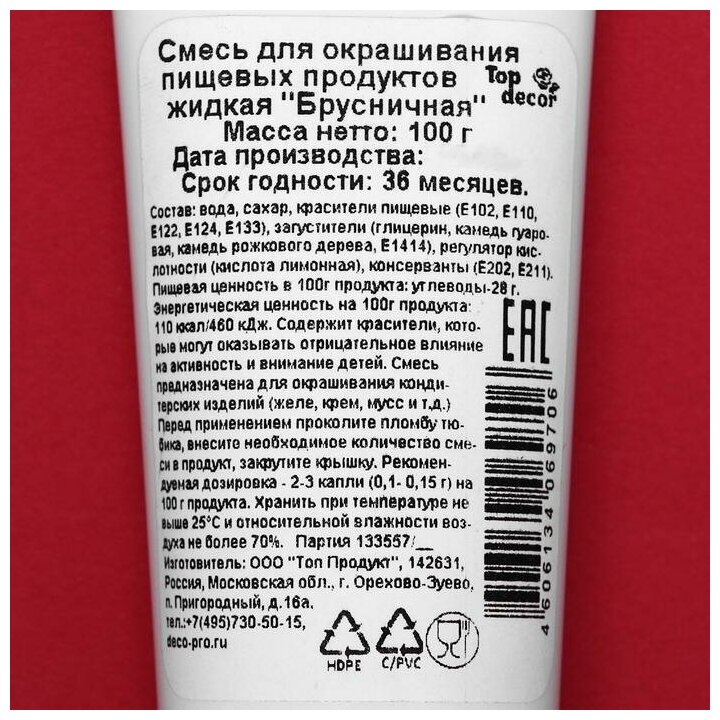 Смесь для окрашивания
пищевых продуктов
жидкая "Брусничная"
Top
decor
Масса нетто: 100 г
Дата производства:
Срок годности: 36 месяцев.
Состав: вода, сахар, красители пищевые (Е102, Е110,
Е122, Е124, Е133), загустители (глицерин, камедь гуаро-
вая, камедь рожкового дерева, Е1414), регулятор кис-
лотности (кислота лимонная), консерванты (Е202, Е211).
Пищевая ценность в 100г продукта: углеводы-28 г.
Энергетическая ценность на 100г продукта:
110 ккал/460 кДж. Содержит красители, кото-
рые могут оказывать отрицательное влияние
на активность и внимание детей. Смесь
предназначена для окрашивания конди-
терских изделий (желе, крем, мусс и т.д.)
Перед применением проколите пломбу тю-
бика, внесите необходимое количество сме-
си в продукт, закрутите крышку. Рекомен-
дуемая дозировка - 2-3 капли (0,1- 0,15 г) на
100 г продукта. Хранить при температуре не
выше 25°С и относительной влажности воз-
духа не более 70%. Партия 133557/__
Изготовитель: ООО "Топ Продукт", 142631,
Россия, Московская обл., г. Орехово-Зуево,
п. Пригородный, д.16а,
тел.:+7(495)730-50-15,
deco-pro.ru
EAC
4606134069706
HDPE
C/PVC